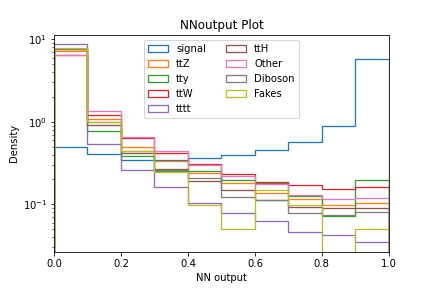 NNoutput Plot
Density
10¹
10⁰
10⁻¹
signal
ttZ
tty
ttW
tttt
ttH
Other
Diboson
Fakes
0.0 0.2 0.4 0.6 0.8 1.0
NN output